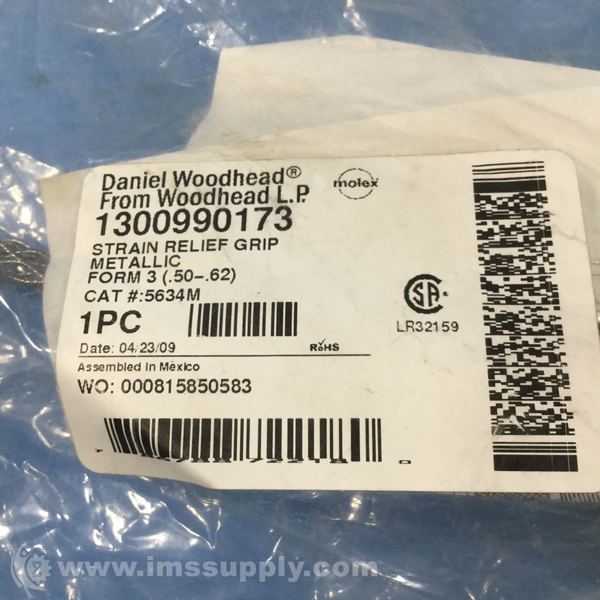 Daniel Woodhead®
From Woodhead L.P.
molex
1300990173
STRAIN RELIEF GRIP
METALLIC
FORM 3 (.50-.62)
CAT #:5634M
1PC
SA
LR32159
Date: 04/23/09
RoHS
Assembled In Mexico
WO: 000815850583
www.imssupply.com